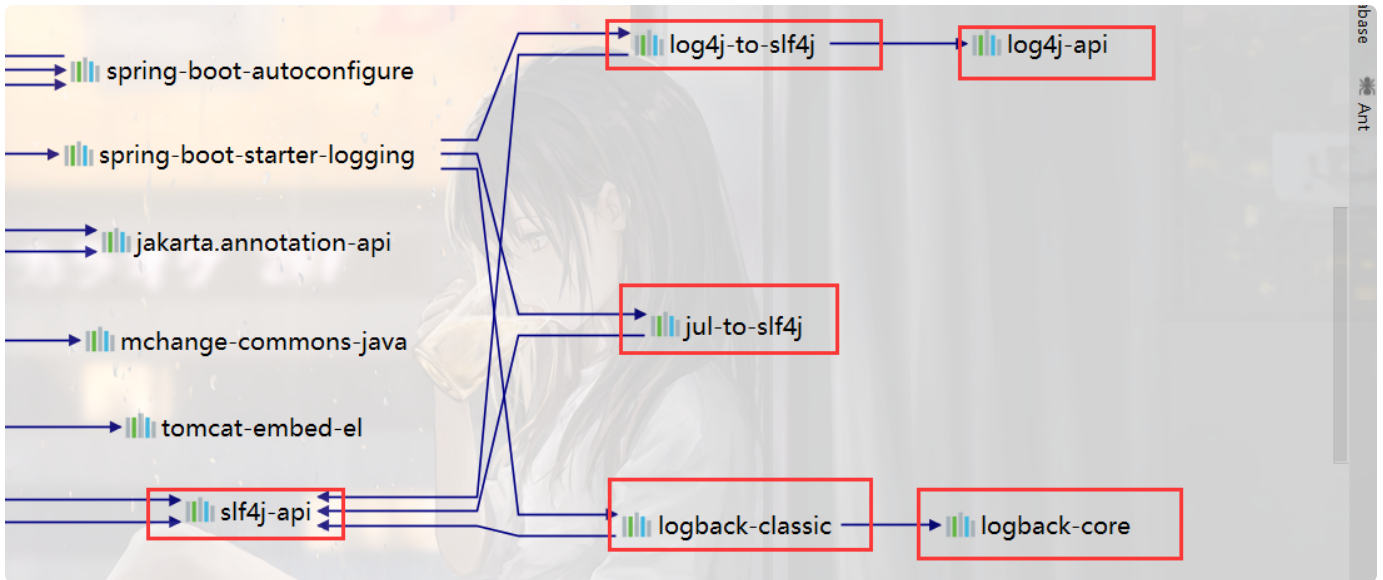 log4j-to-slf4j
log4j-api
spring-boot-autoconfigure
spring-boot-starter-logging
jakarta.annotation-api
jul-to-slf4j
mchange-commons-java
tomcat-embed-el
slf4j-api
logback-classic
logback-core
abase
Ant